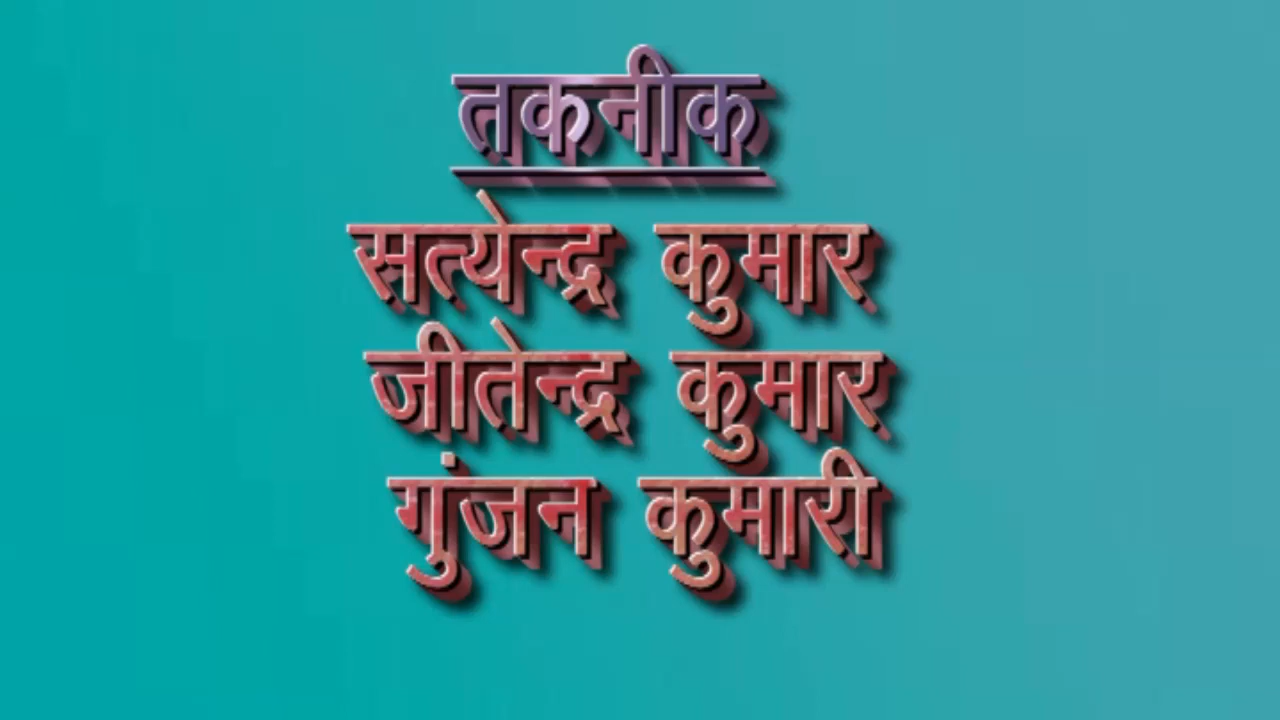 तकनीक
सत्येन्द्र कुमार
जीतेन्द्र कुमार
गुंजन कुमारी